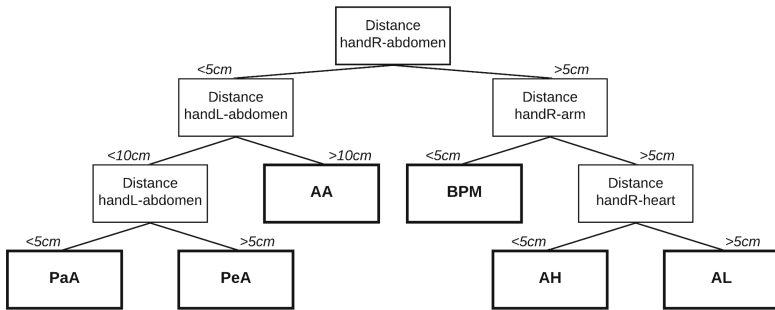 Distance
handR-abdomen
<5cm
>5cm
Distance
handL-abdomen
Distance
handR-arm
<10cm
>10cm
<5cm
>5cm
Distance
handL-abdomen
AA
BPM
Distance
handR-heart
<5cm
>5cm
<5cm
>5cm
PaA
PeA
AH
AL